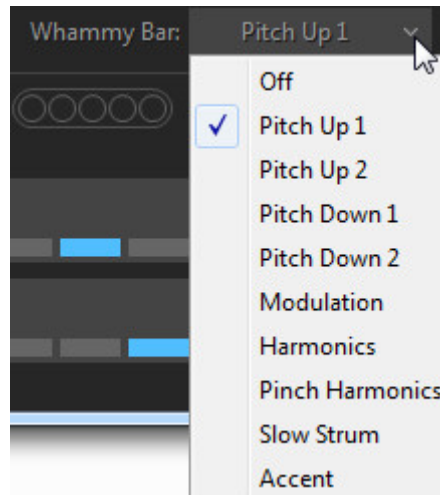 Whammy Bar: Pitch Up 1
Off
Pitch Up 1
Pitch Up 2
Pitch Down 1
Pitch Down 2
Modulation
Harmonics
Pinch Harmonics
Slow Strum
Accent